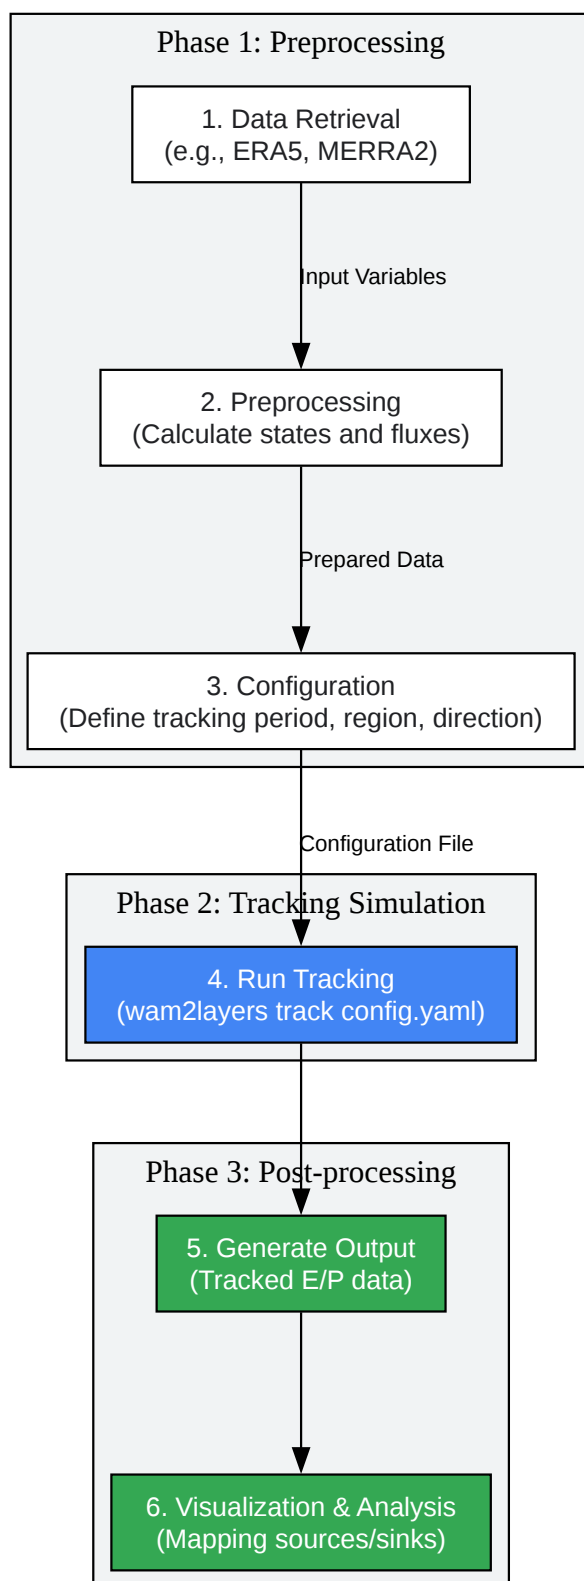 Phase 1: Preprocessing
1. Data Retrieval
(e.g., ERA5, MERRA2)
Input Variables
2. Preprocessing
(Calculate states and fluxes)
Prepared Data
3. Configuration
(Define tracking period, region, direction)
Configuration File
Phase 2: Tracking Simulation
4. Run Tracking
(wam2layers track config.yaml)
Phase 3: Post-processing
5. Generate Output
(Tracked E/P data)
6. Visualization & Analysis
(Mapping sources/sinks)